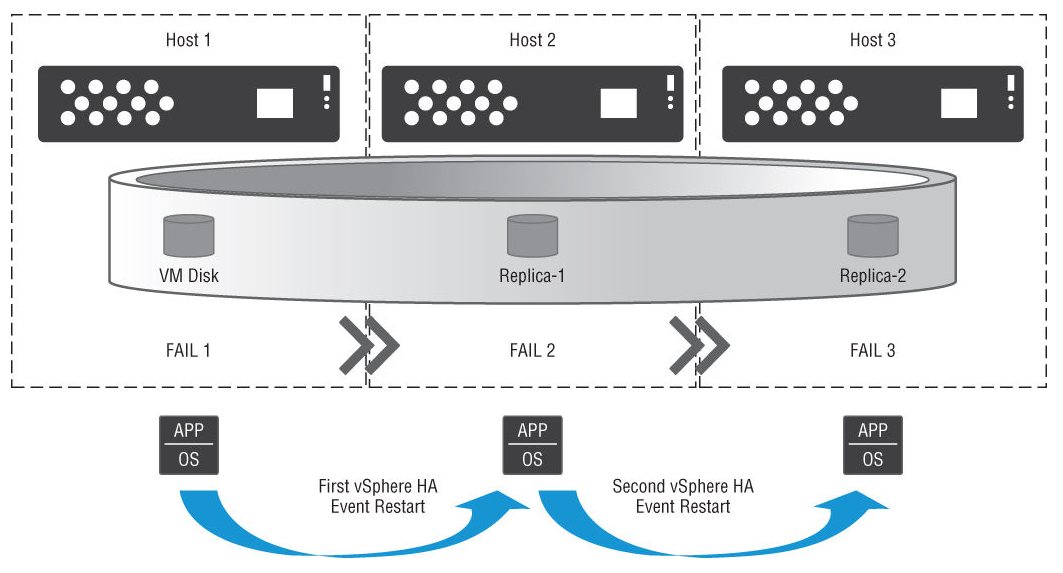 Host 1
Host 2
Host 3
VM Disk
Replica-1
Replica-2
FAIL 1
FAIL 2
FAIL 3
APP
OS
APP
OS
APP
OS
First vSphere HA
Event Restart
Second vSphere HA
Event Restart